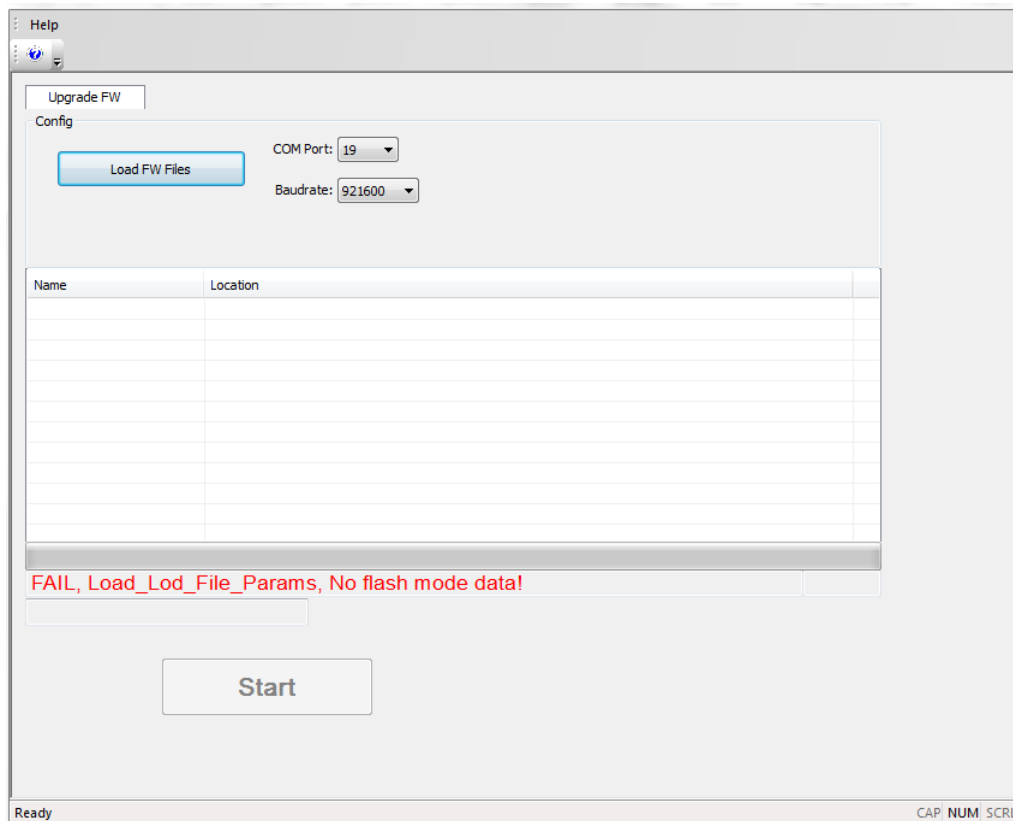 Help
Upgrade FW
Config
Load FW Files
COM Port: 19
Baudrate: 921600
Name Location
FAIL, Load_Lod_File_Params, No flash mode data!
Start
Ready CAP NUM SCRL